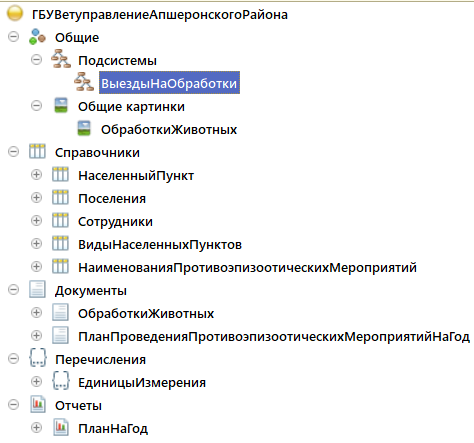 ГБУВетуправлениеАпшеронскогоРайона
Общие
Подсистемы
ВыездыНаОбработки
Общие картинки
ОбработкиЖивотных
Справочники
НаселенныйПункт
Поселения
Сотрудники
ВидыНаселенныхПунктов
НаименованияПротивоэпизоотическихМероприятий
Документы
ОбработкиЖивотных
ПланПроведенияПротивоэпизоотическихМероприятийНаГод
Перечисления
ЕдиницыИзмерения
Отчеты
ПланНаГод